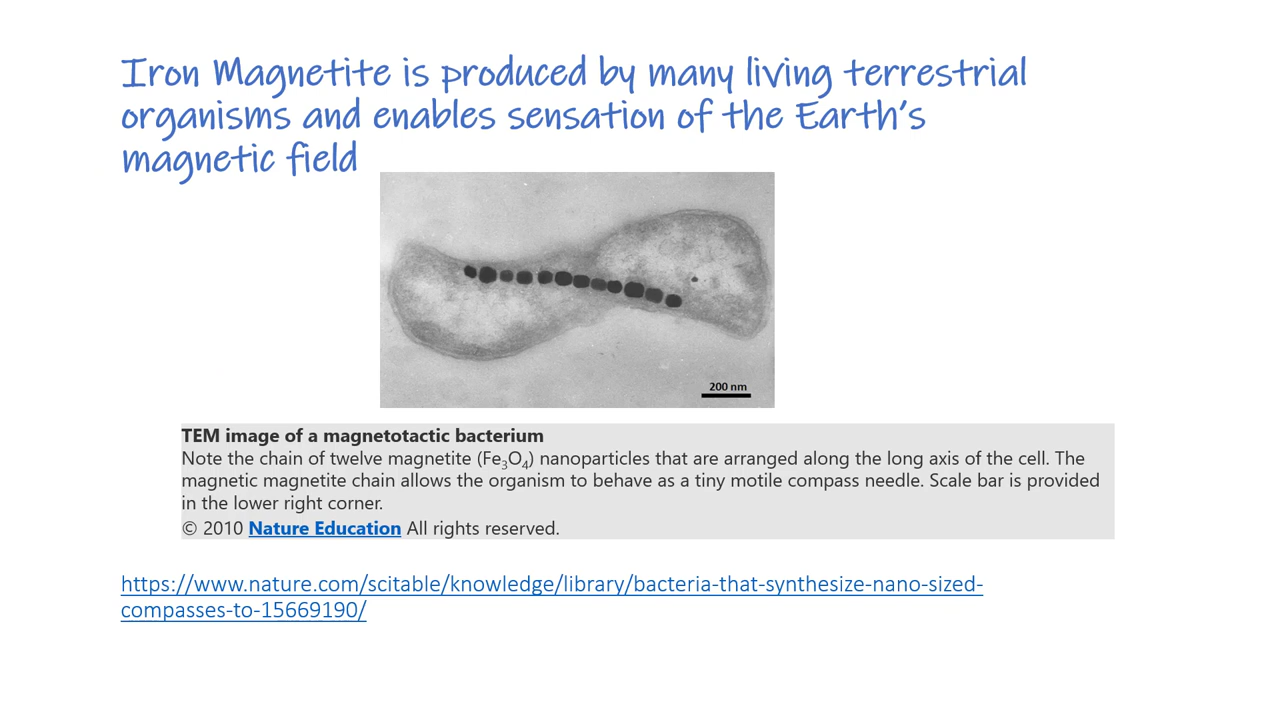 Iron Magnetite is produced by many living terrestrial
organisms and enables sensation of the Earth's
magnetic field
200 nm
TEM image of a magnetotactic bacterium
Note the chain of twelve magnetite (Fe₃O₄) nanoparticles that are arranged along the long axis of the cell. The
magnetic magnetite chain allows the organism to behave as a tiny motile compass needle. Scale bar is provided
in the lower right corner.
© 2010 Nature Education All rights reserved.
https://www.nature.com/scitable/knowledge/library/bacteria-that-synthesize-nano-sized-
compasses-to-15669190/